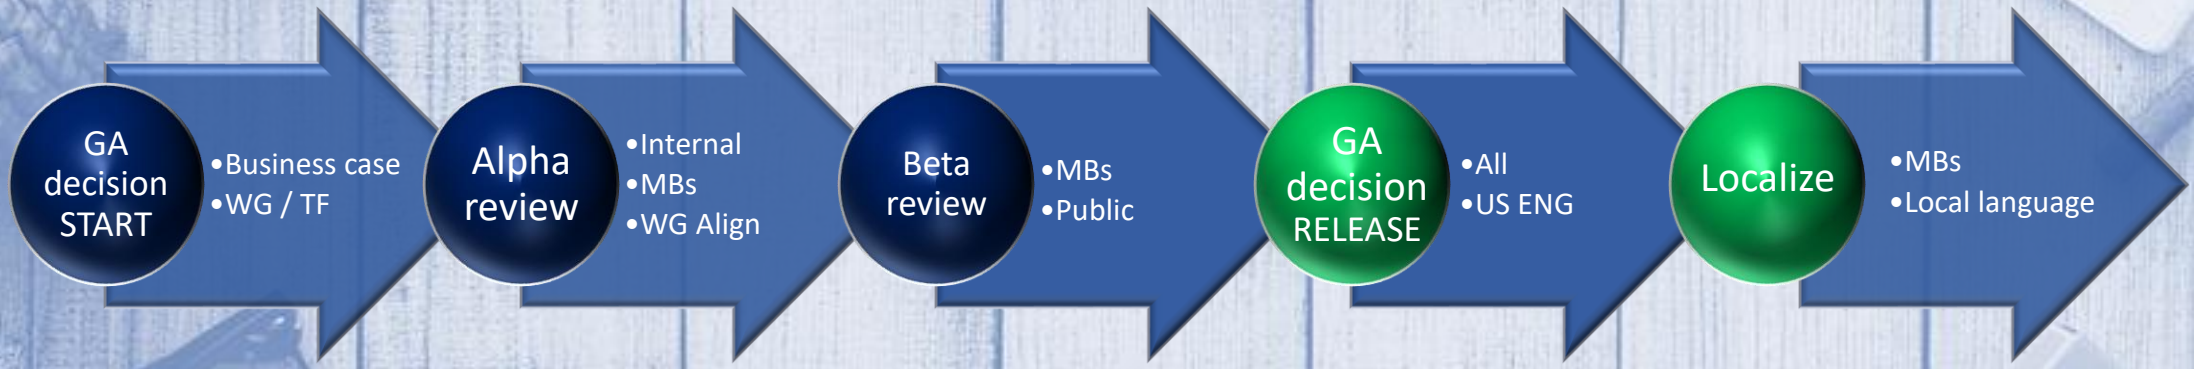 GA
decision
START
•Business case
•WG / TF
Alpha
review
•Internal
•MBs
•WG Align
Beta
review
•MBs
•Public
GA
decision
RELEASE
•All
•US ENG
Localize
•MBs
•Local language